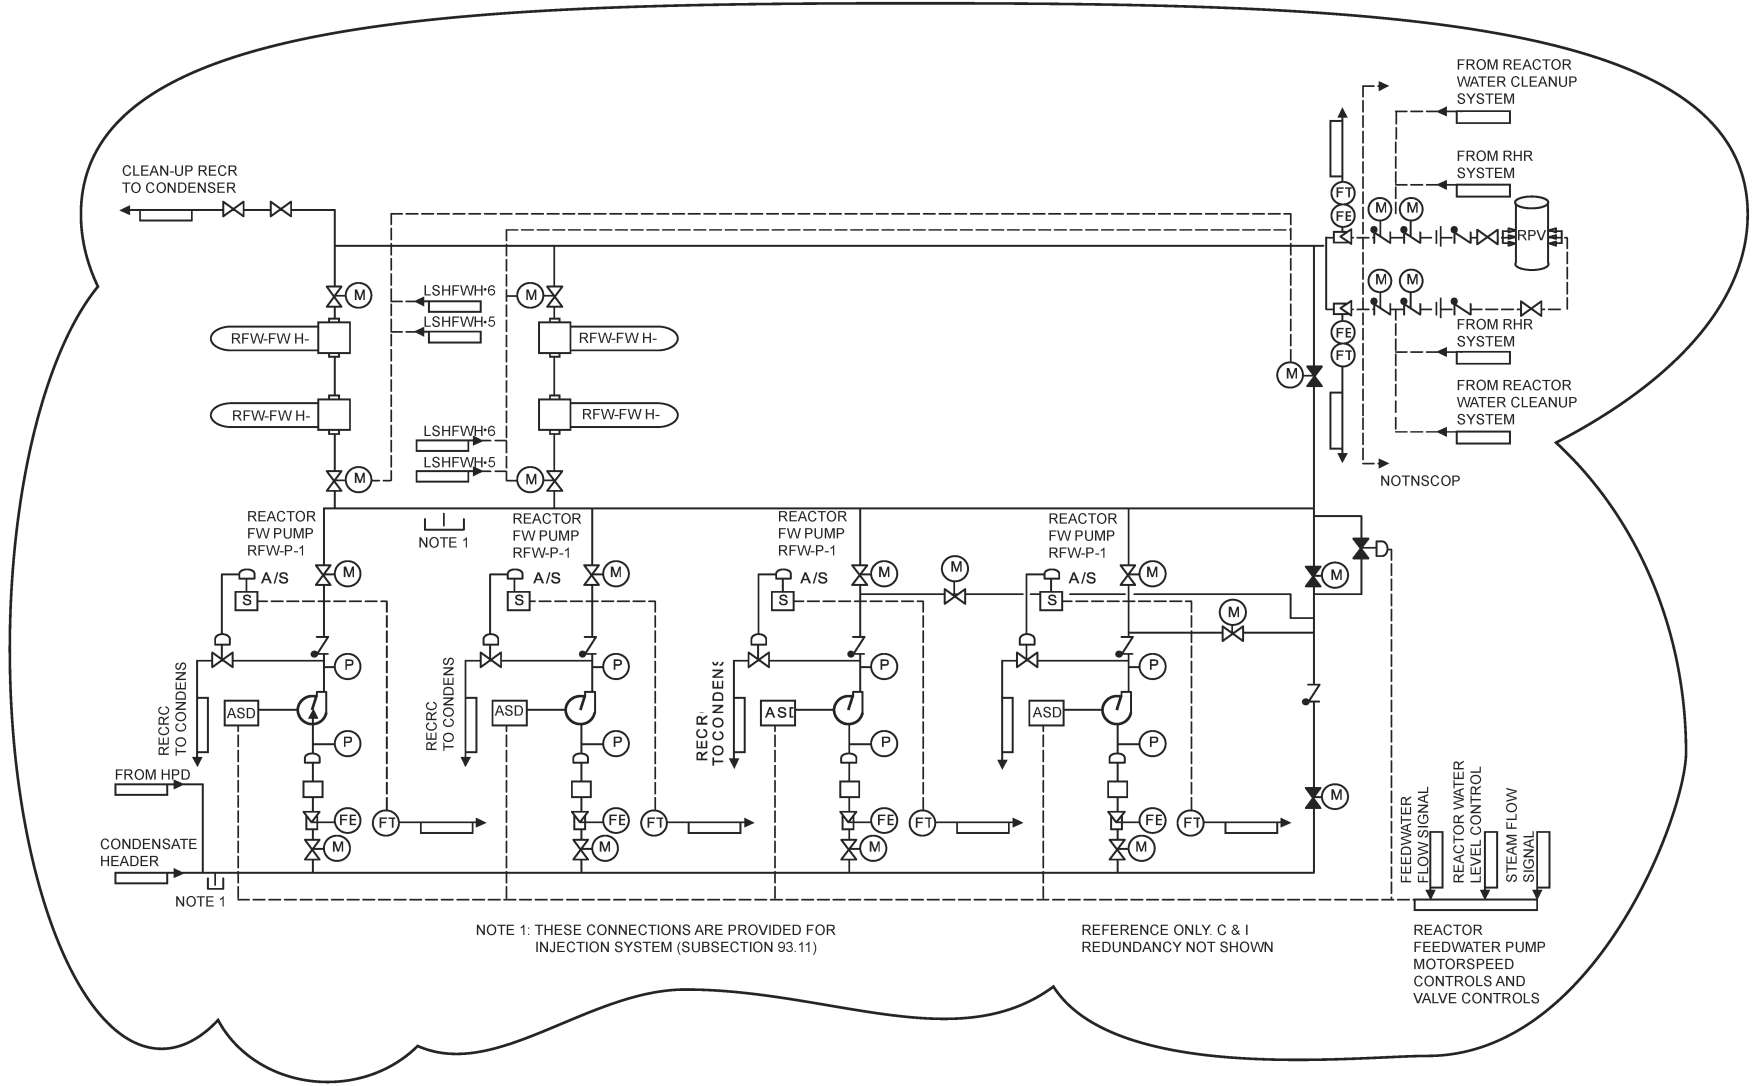 FROM REACTOR
WATER CLEANUP
SYSTEM
FROM RHR
SYSTEM
CLEAN-UP RECR
TO CONDENSER
FT
FE
M
M
RPV
M
M
FE
FT
FROM RHR
SYSTEM
FROM REACTOR
WATER CLEANUP
SYSTEM
NOTNSCOP
M
LSHFWH•6
M
LSHFWH•5
RFW-FW H-
RFW-FW H-
M
RFW-FW H-
RFW-FW H-
LSHFWH•6
LSHFWH•5
M
M
NOTE 1
REACTOR
FW PUMP
RFW-P-1
REACTOR
FW PUMP
RFW-P-1
REACTOR
FW PUMP
RFW-P-1
REACTOR
FW PUMP
RFW-P-1
A/S
M
A/S
M
A/S
M
M
A/S
M
M
S
S
S
S
M
P
P
P
P
RECRC
TO CONDENS
RECRC
TO CONDENS
RECR
TO CONDENS
ASD
ASD
ASD
ASD
P
P
P
P
FROM HPD
M
FE
FT
FE
FT
FE
FT
FE
FT
M
M
M
M
CONDENSATE
HEADER
NOTE 1
FEEDWATER
FLOW SIGNAL
REACTOR WATER
LEVEL CONTROL
STEAM FLOW
SIGNAL
NOTE 1: THESE CONNECTIONS ARE PROVIDED FOR
INJECTION SYSTEM (SUBSECTION 93.11)
REFERENCE ONLY. C & I
REDUNDANCY NOT SHOWN
REACTOR
FEEDWATER PUMP
MOTORSPEED
CONTROLS AND
VALVE CONTROLS